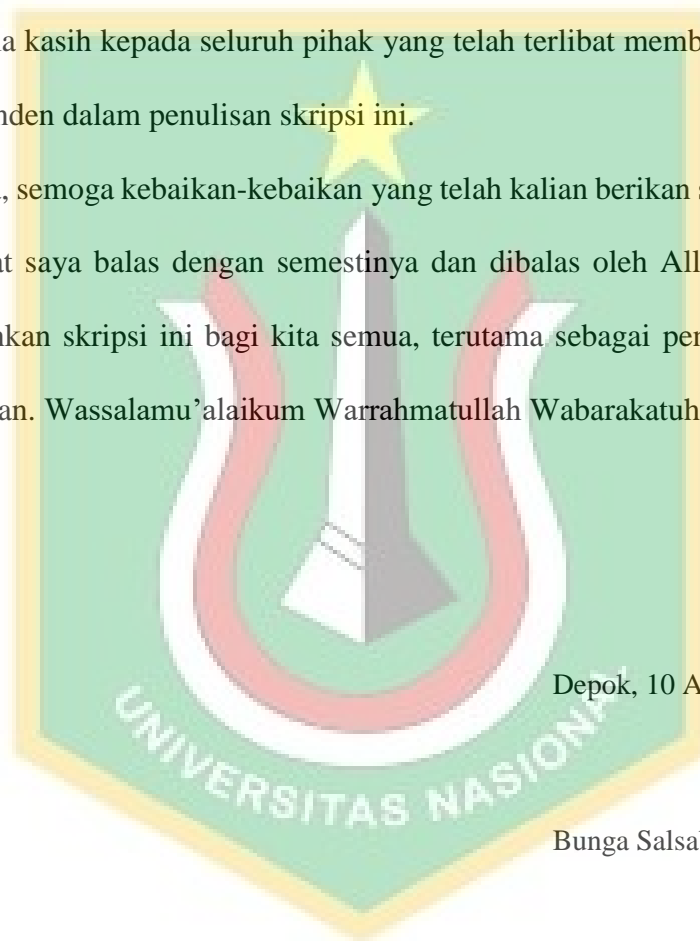 a kasih kepada seluruh pihak yang telah terlibat memb
nden dalam penulisan skripsi ini.
, semoga kebaikan-kebaikan yang telah kalian berikan s
at saya balas dengan semestinya dan dibalas oleh All
kan skripsi ini bagi kita semua, terutama sebagai per
an. Wassalamu’alaikum Warrahmatullah Wabarakatuh
Depok, 10 A
UNIVERSITAS NASIONAL
Bunga Salsa